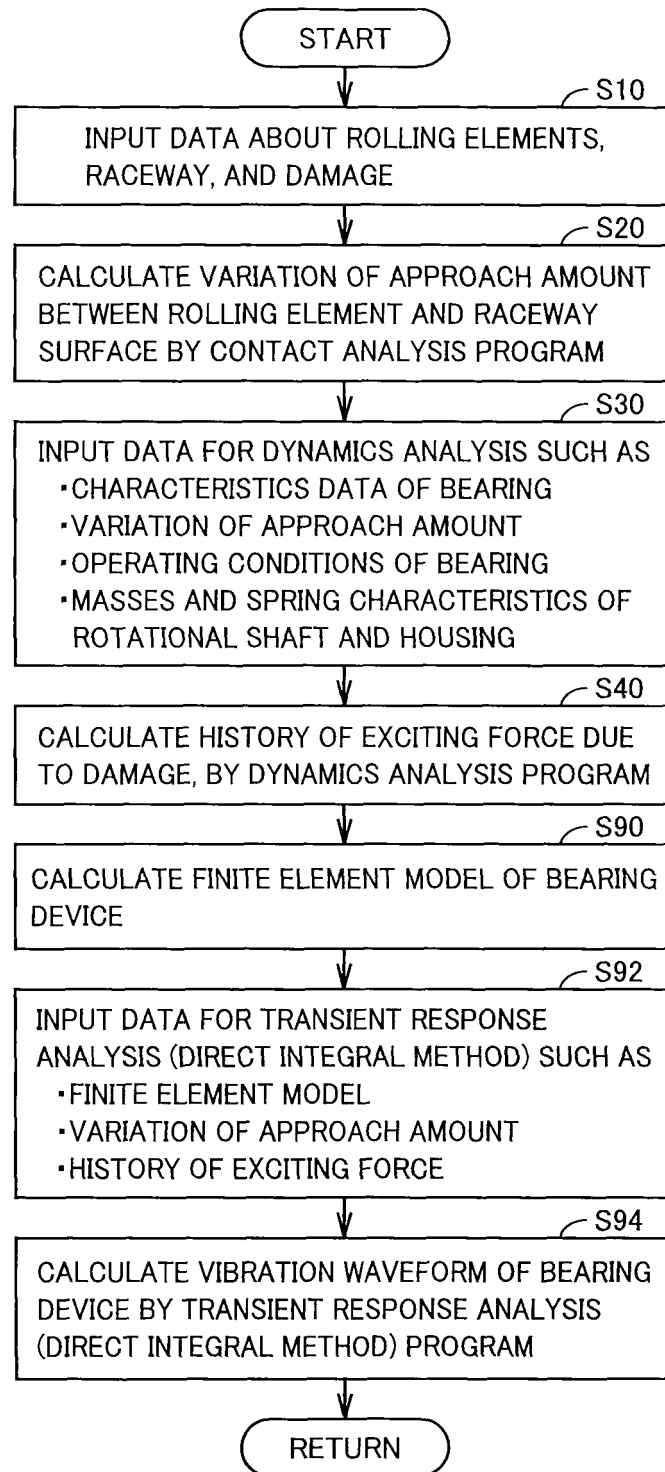 START
S10
INPUT DATA ABOUT ROLLING ELEMENTS,
RACEWAY, AND DAMAGE
S20
CALCULATE VARIATION OF APPROACH AMOUNT
BETWEEN ROLLING ELEMENT AND RACEWAY
SURFACE BY CONTACT ANALYSIS PROGRAM
S30
INPUT DATA FOR DYNAMICS ANALYSIS SUCH AS
・CHARACTERISTICS DATA OF BEARING
・VARIATION OF APPROACH AMOUNT
・OPERATING CONDITIONS OF BEARING
・MASSES AND SPRING CHARACTERISTICS OF
ROTATIONAL SHAFT AND HOUSING
S40
CALCULATE HISTORY OF EXCITING FORCE DUE
TO DAMAGE, BY DYNAMICS ANALYSIS PROGRAM
S90
CALCULATE FINITE ELEMENT MODEL OF BEARING
DEVICE
S92
INPUT DATA FOR TRANSIENT RESPONSE
ANALYSIS (DIRECT INTEGRAL METHOD) SUCH AS
・FINITE ELEMENT MODEL
・VARIATION OF APPROACH AMOUNT
・HISTORY OF EXCITING FORCE
S94
CALCULATE VIBRATION WAVEFORM OF BEARING
DEVICE BY TRANSIENT RESPONSE ANALYSIS
(DIRECT INTEGRAL METHOD) PROGRAM
RETURN